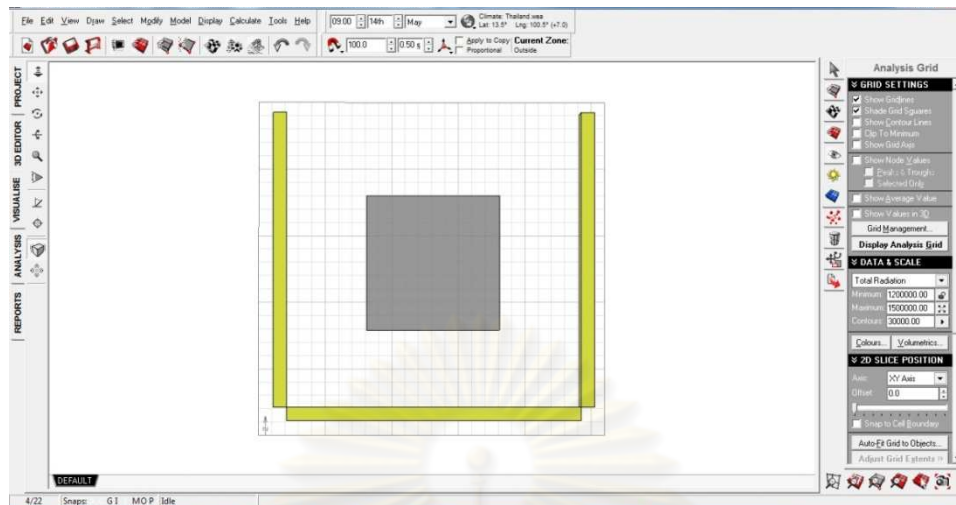 File Edit View Draw Select Modify Model Display Calculate Tools Help
09:00 14th May
Climate: Thailand.wea
Lat: 13.5° Lng: 100.5° (+7.0)
100.0 0.50 s
Apply to Copy
Proportional
Current Zone:
Outside
PROJECT
3D EDITOR
VISUALISE
ANALYSIS
REPORTS
N
DEFAULT
4/22 Snaps: G I M O P Idle
Analysis Grid
GRID SETTINGS
Show Gridlines
Shade Grid Squares
Show Contour Lines
Clip To Minimum
Show Grid Axis
Show Node Values
Peaks & Troughs
Selected Only
Show Average Value
Show Values in 3D
Grid Management...
Display Analysis Grid
DATA & SCALE
Total Radiation
Minimum: 1200000.00
Maximum: 1500000.00
Contours: 30000.00
Colours... Volumetrics...
2D SLICE POSITION
Axis: XY Axis
Offset: 0.0
Snap to Cell Boundary
Auto-Fit Grid to Objects...
Adjust Grid Extents »